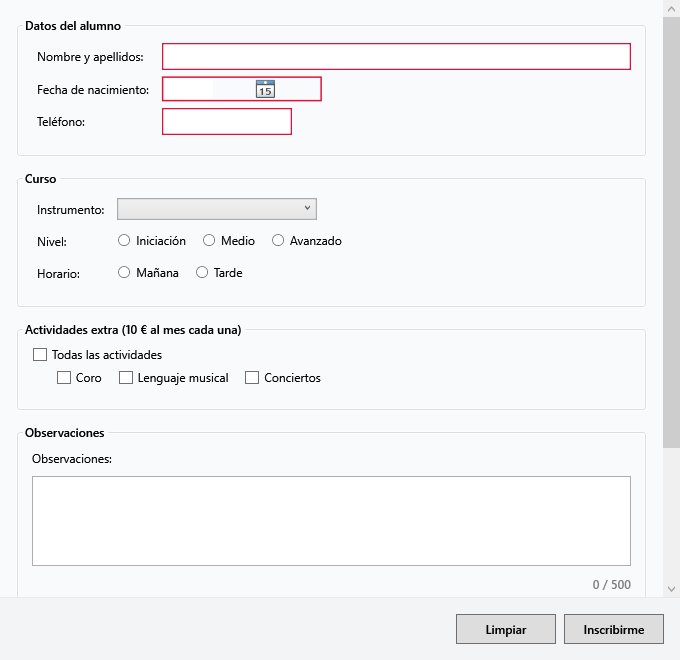 Datos del alumno
Nombre y apellidos:
Fecha de nacimiento:
15
Teléfono:
Curso
Instrumento:
Nivel:
Iniciación Medio Avanzado
Horario:
Mañana Tarde
Actividades extra (10 € al mes cada una)
Todas las actividades
Coro Lenguaje musical Conciertos
Observaciones
Observaciones:
0 / 500
Limpiar Inscribirme